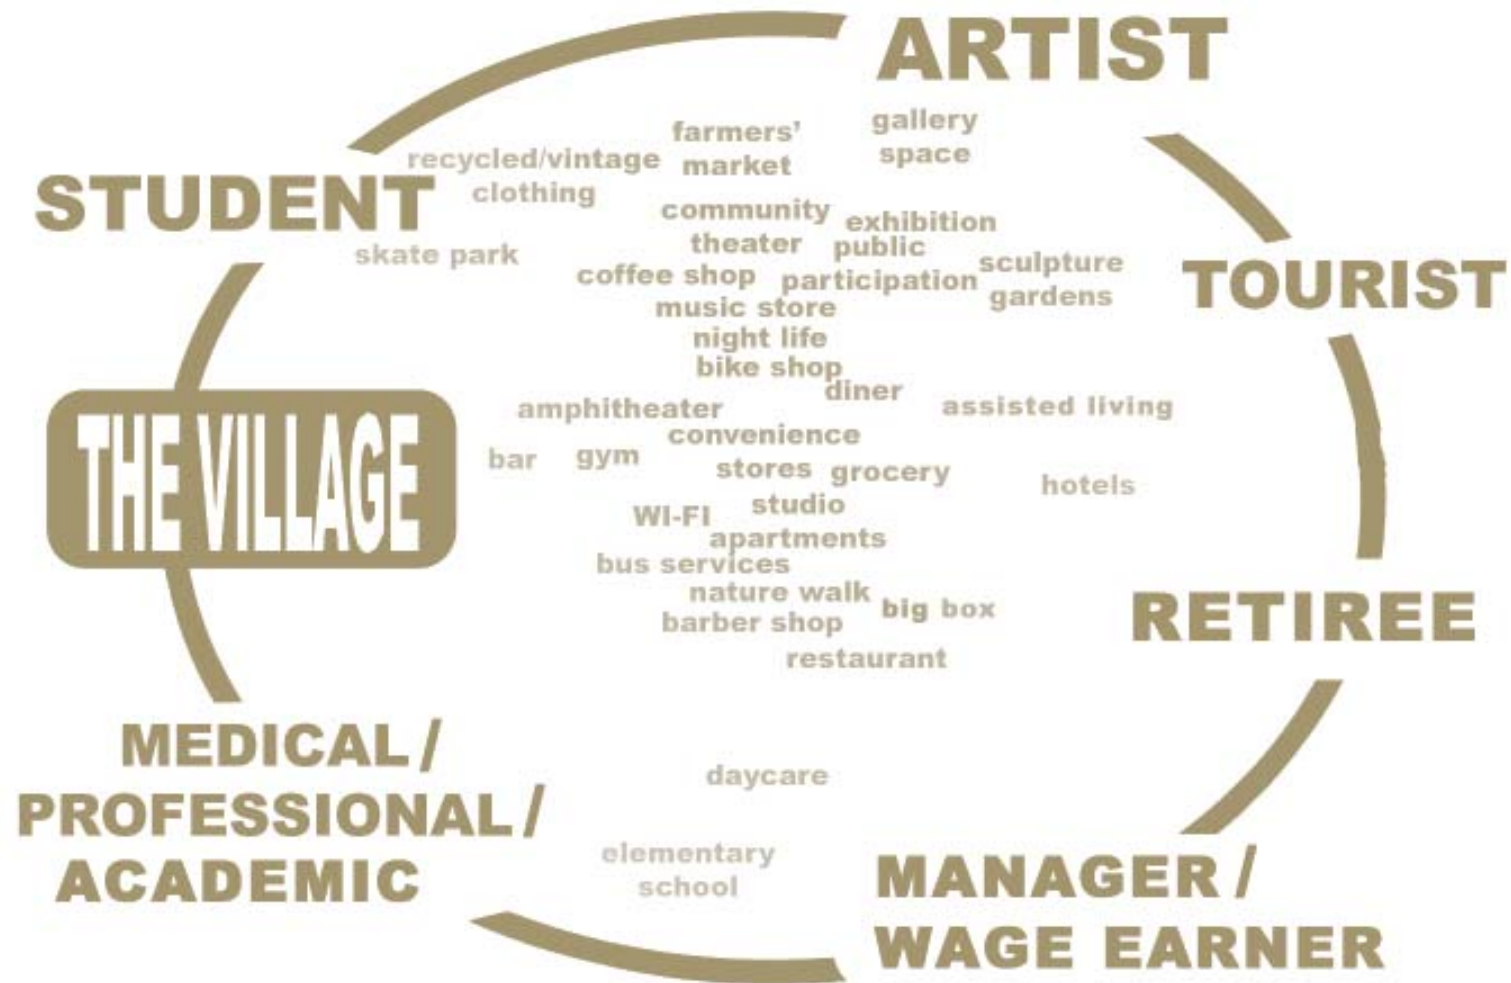 ARTIST
STUDENT
TOURIST
THE VILLAGE
RETIREE
MEDICAL /
PROFESSIONAL /
ACADEMIC
MANAGER /
WAGE EARNER
farmers'
market
gallery
space
recycled/vintage
clothing
skate park
community
theater
exhibition
public
participation
sculpture
gardens
coffee shop
music store
night life
bike shop
diner
amphitheater
assisted living
convenience
stores
bar
gym
grocery
hotels
studio
apartments
WI-FI
bus services
nature walk
big box
barber shop
restaurant
daycare
elementary
school